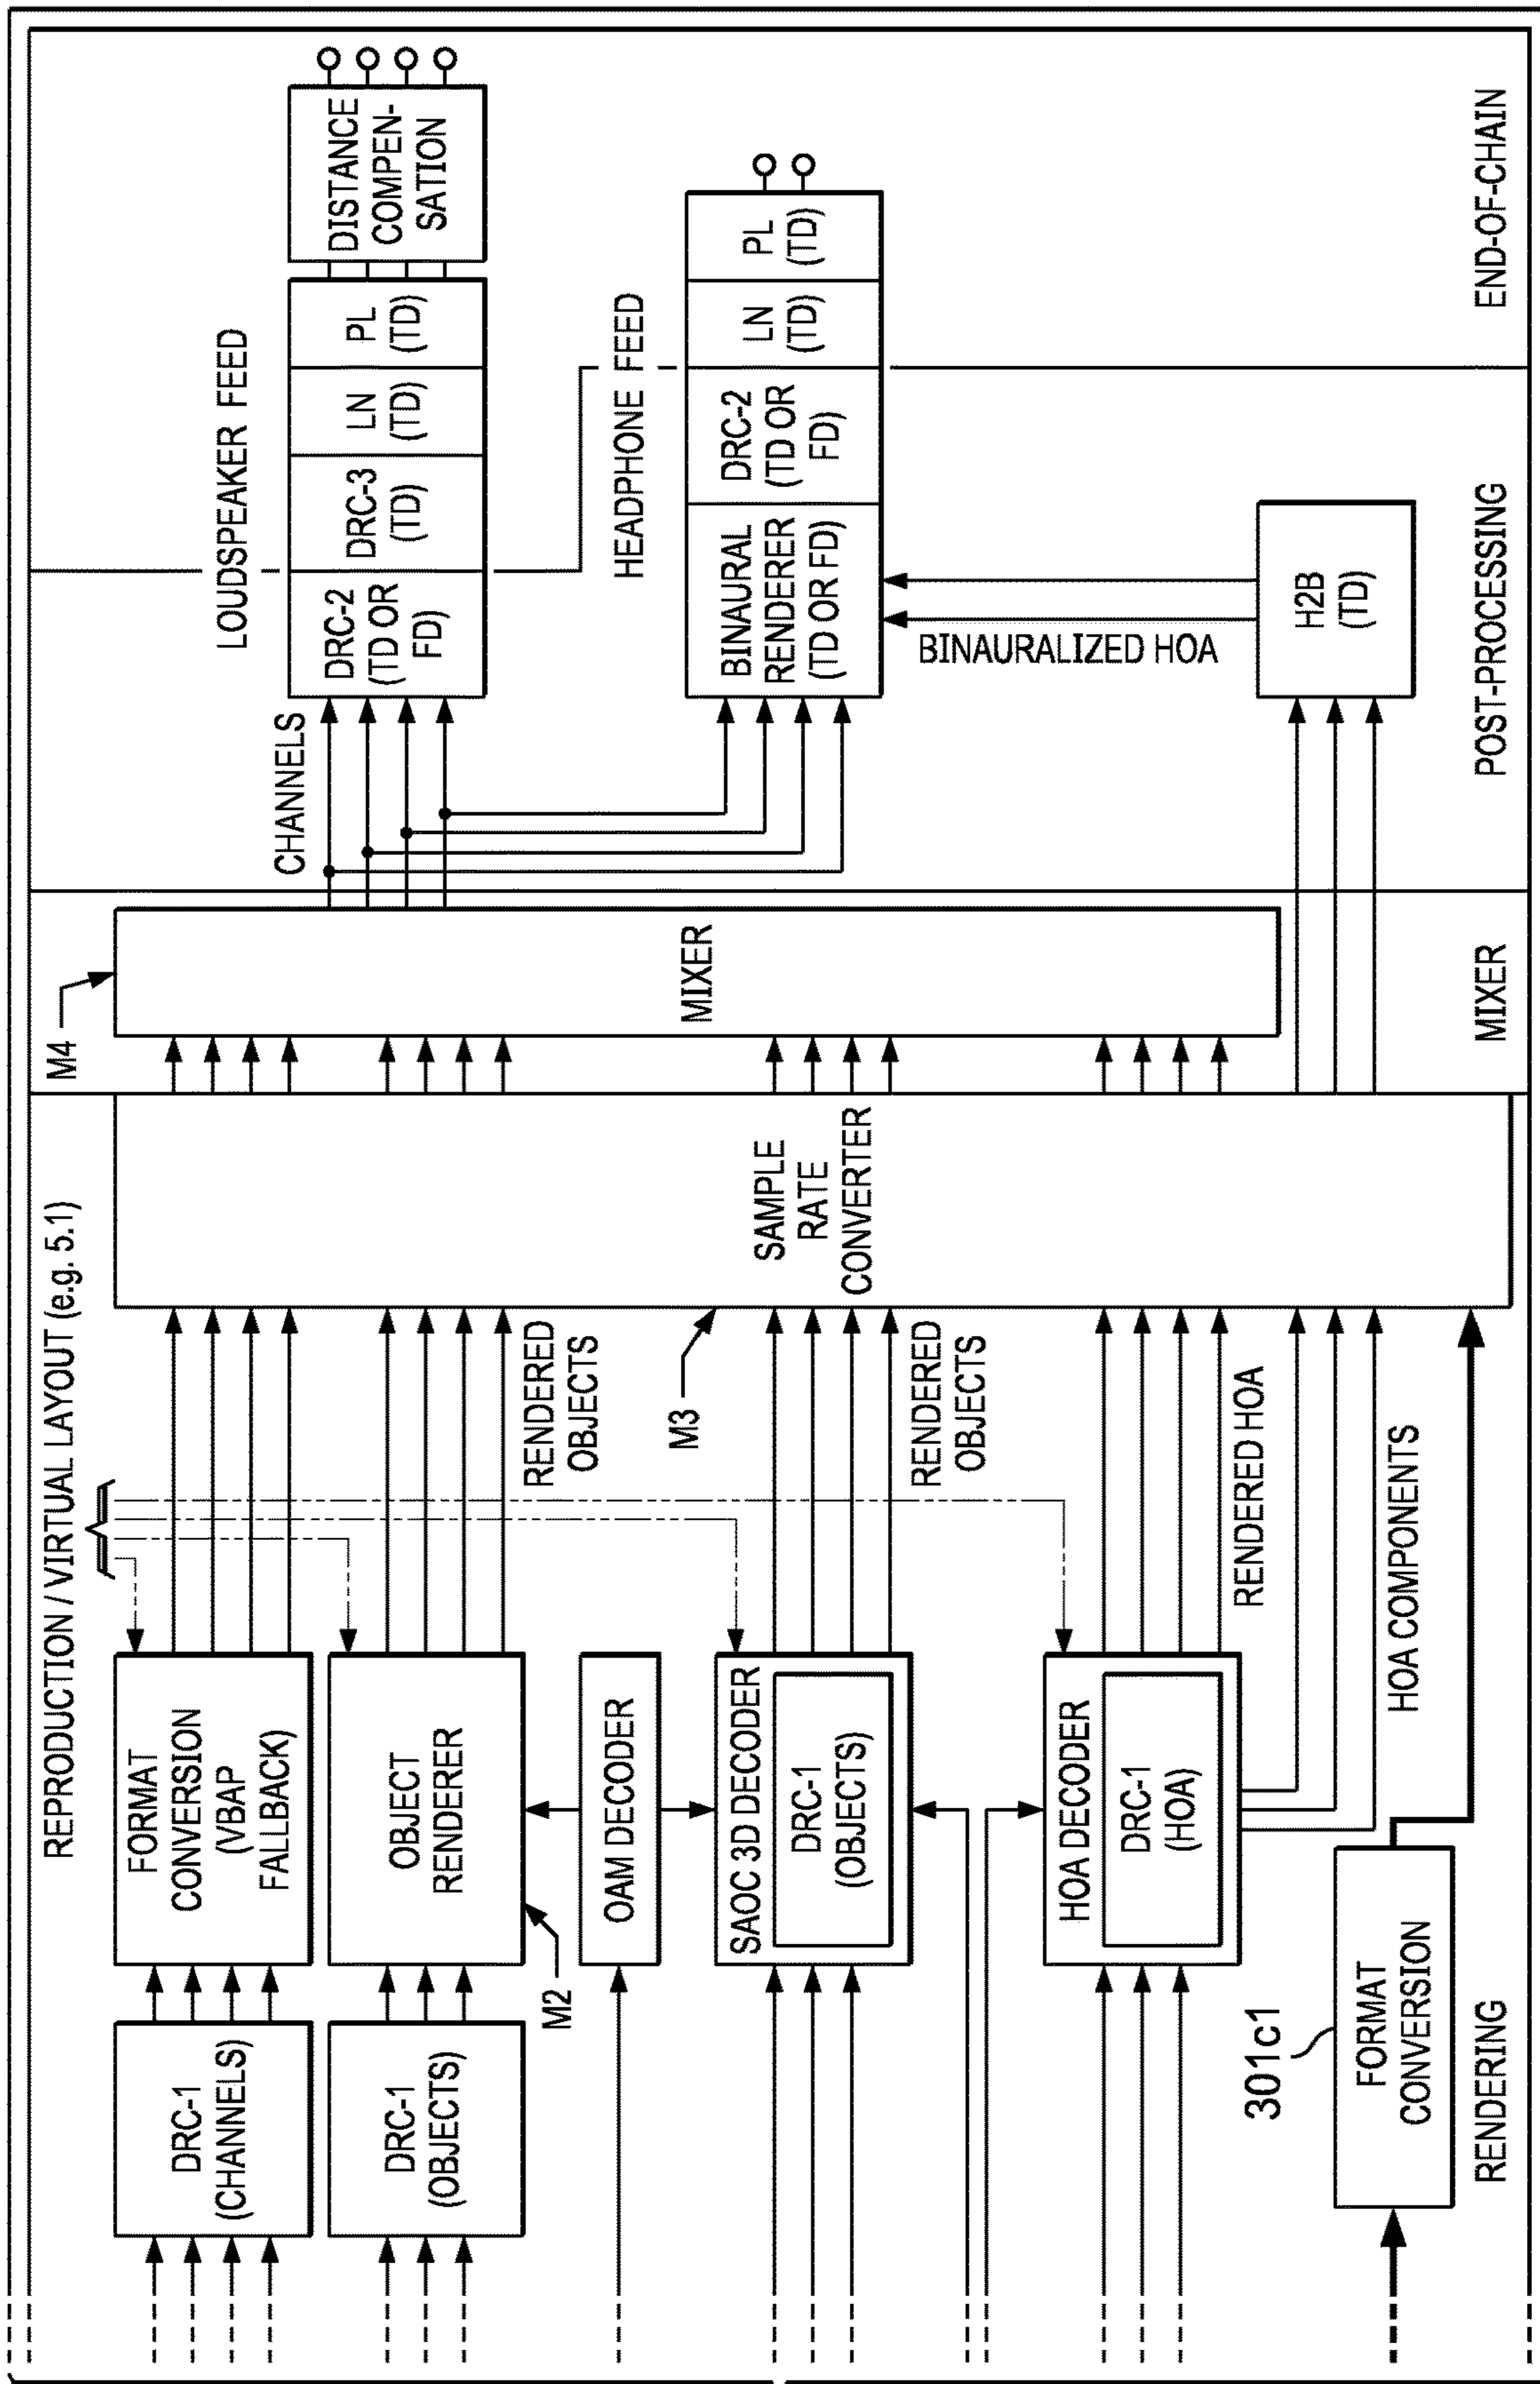 REPRODUCTION / VIRTUAL LAYOUT (e.g. 5.1)
DRC-1
(CHANNELS)
FORMAT
CONVERSION
(VBAP
FALLBACK)
DRC-1
(OBJECTS)
OBJECT
RENDERER
M2
RENDERED
OBJECTS
OAM DECODER
SAOC 3D DECODER
DRC-1
(OBJECTS)
M3
RENDERED
OBJECTS
HOA DECODER
DRC-1
(HOA)
RENDERED HOA
HOA COMPONENTS
301c1
FORMAT
CONVERSION
RENDERING
SAMPLE
RATE
CONVERTER
M4
MIXER
MIXER
CHANNELS
LOUDSPEAKER FEED
DRC-2
(TD OR
FD)
DRC-3
(TD)
LN
(TD)
PL
(TD)
DISTANCE
COMPEN-
SATION
HEADPHONE FEED
BINAURAL
RENDERER
(TD OR FD)
DRC-2
(TD OR
FD)
LN
(TD)
PL
(TD)
BINAURALIZED HOA
H2B
(TD)
POST-PROCESSING
END-OF-CHAIN